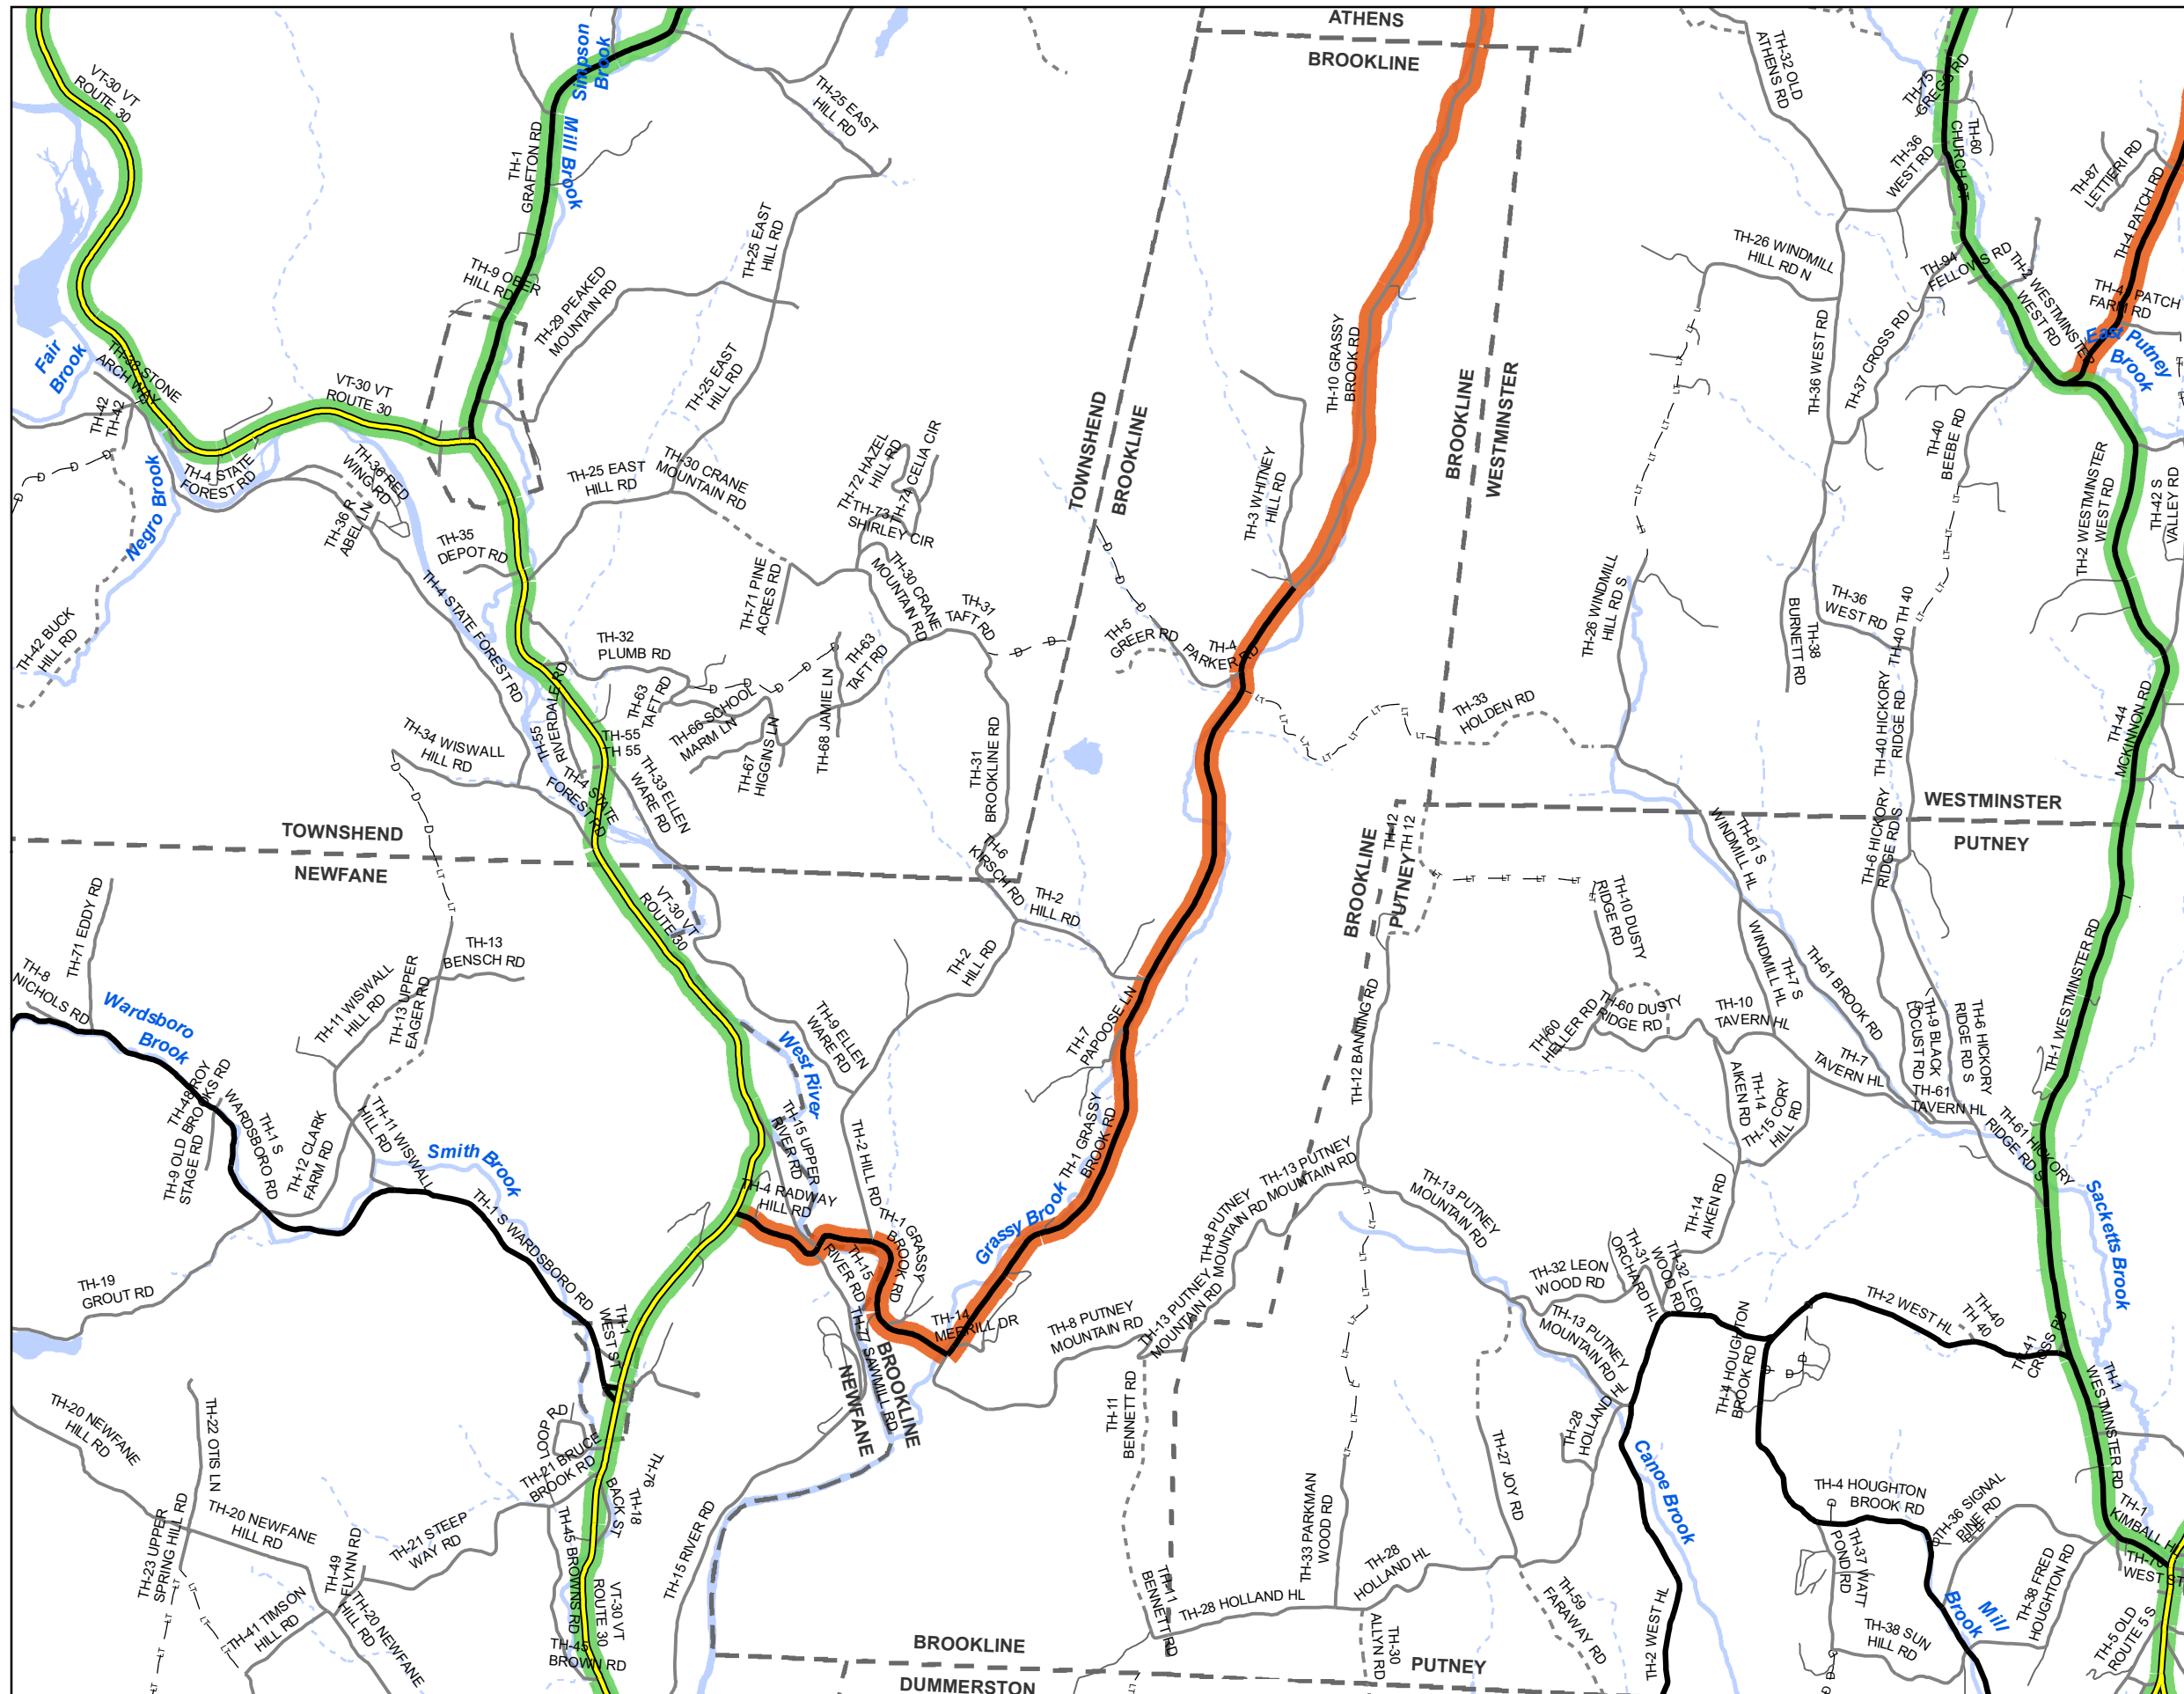 ATHENS
BROOKLINE
VT-30 VT
ROUTE 30
Simpson
Brook
TH-25 EAST
HILL RD
TH-1
GRAFTON RD
Mill Brook
TH-32 OLD
ATHENS RD
TH-75
GREGG RD
TH-60
CHURCH ST
TH-36
WEST RD
TH-87
LETTIERI RD
TH-4 PATCH RD
TH-25 EAST
HILL RD
TH-26 WINDMILL
HILL RD N
TH-94
FELLOWS RD
TH-2 WESTMINSTER
WEST RD
TH-4 PATCH
FARM RD
East Putney
Brook
TH-9 OBER
HILL RD
TH-29 PEAKED
MOUNTAIN RD
Fair
Brook
TH-38 STONE
ARCH WAY
VT-30 VT
ROUTE 30
TH-25 EAST
HILL RD
TH-10 GRASSY
BROOK RD
TH-36 WEST RD
TH-37 CROSS RD
TOWNSHEND
BROOKLINE
BROOKLINE
WESTMINSTER
TH-42
TH-42
TH-4 STATE
FOREST RD
Negro Brook
TH-36 RED
WING RD
TH-36 R
ABEL LN
TH-25 EAST
HILL RD
TH-30 CRANE
MOUNTAIN RD
TH-72 HAZEL
HILL RD
TH-74 CELIA CIR
TH-73
SHIRLEY CIR
TH-3 WHITNEY
HILL RD
TH-40
BEEBE RD
TH-2 WESTMINSTER
WEST RD
TH-42 S
VALLEY RD
TH-35
DEPOT RD
TH-4 STATE FOREST RD
TH-71 PINE
ACRES RD
TH-30 CRANE
MOUNTAIN RD
TH-31
TAFT RD
TH-5
GREER RD
TH-4
PARKER RD
TH-26 WINDMILL
HILL RD S
TH-38
BURNETT RD
TH-36
WEST RD
TH-40 TH 40
TH-42 BUCK
HILL RD
TH-32
PLUMB RD
TH-63
TAFT RD
TH-63
TAFT RD
TH-66 SCHOOL
MARM LN
TH-67
HIGGINS LN
TH-68 JAMIE LN
TH-55
RIVERDALE RD
TH-55
TH 55
TH-33 ELLEN
WARE RD
TH-34 WISWALL
HILL RD
TH-4 STATE
FOREST RD
TH-31
BROOKLINE RD
TH-33
HOLDEN RD
TH-40 HICKORY
RIDGE RD
TH-44
MCKINNON RD
TOWNSHEND
NEWFANE
WESTMINSTER
PUTNEY
TH-6
KIRSCH RD
TH-2
HILL RD
TH-12
TH 12
BROOKLINE
PUTNEY
TH-61 S
WINDMILL HL
TH-6 HICKORY
RIDGE RD S
TH-71 EDDY RD
TH-8
NICHOLS RD
Wardsboro
Brook
TH-13
BENSCH RD
TH-11 WISWALL
HILL RD
TH-13 UPPER
EAGER RD
VT-30 VT
ROUTE 30
TH-2
HILL RD
TH-9 ELLEN
WARE RD
West River
TH-7
PAPOOSE LN
TH-12 BANNING RD
TH-10 DUSTY
RIDGE RD
TH-60 DUSTY
RIDGE RD
TH/60
HELLER RD
TH-10
TAVERN HL
TH-7 S
WINDMILL HL
TH-61 BROOK RD
TH-7
TAVERN HL
TH-9 BLACK
LOCUST RD
TH-6 HICKORY
RIDGE RD S
TH-61
TAVERN HL
TH-1 WESTMINSTER RD
TH-48 ROY
BROOKS RD
TH-9 OLD
STAGE RD
TH-1 S
WARDSBORO RD
TH-12 CLARK
FARM RD
TH-11 WISWALL
HILL RD
Smith Brook
TH-1 S WARDSBORO RD
TH-15 UPPER
RIVER RD
TH-2 HILL RD
TH-4 RADWAY
HILL RD
TH-1 GRASSY
BROOK RD
TH-1 GRASSY
BROOK RD
Grassy Brook
TH-15
RIVER RD
TH-14
MERRILL DR
TH-13 PUTNEY
MOUNTAIN RD
TH-8 PUTNEY
MOUNTAIN RD
TH-13 PUTNEY
MOUNTAIN RD
TH-14
AIKEN RD
TH-15 CORY
HILL RD
TH-14
AIKEN RD
TH-61 HICKORY
RIDGE RD S
Sacketts Brook
TH-19
GROUT RD
TH-1
WEST ST
TH-77 SAWMILL RD
BROOKLINE
NEWFANE
TH-8 PUTNEY
MOUNTAIN RD
TH-13 PUTNEY
MOUNTAIN RD
TH-32 LEON
WOOD RD
TH-31
ORCHARD HL
TH-32 LEON
WOOD RD
TH-13 PUTNEY
MOUNTAIN RD
TH-4 HOUGHTON
BROOK RD
TH-2 WEST HL
TH-40
TH 40
TH-41
CROSS RD
TH-1
WESTMINSTER RD
TH-20 NEWFANE
HILL RD
TH-22 OTIS LN
LOOP RD
TH-21 BRUCE
BROOK RD
TH-76
TH-18
BACK ST
TH-11
BENNETT RD
TH-28
HOLLAND HL
TH-27 JOY RD
Canoe Brook
TH-4 HOUGHTON
BROOK RD
TH-36 SIGNAL
PINE RD
TH-1
KIMBALL HL
TH-70
WEST ST
TH-23 UPPER
SPRING HILL RD
TH-20 NEWFANE
HILL RD
TH-49
FLYNN RD
TH-21 STEEP
WAY RD
TH-45 BROWNS RD
VT-30 VT
ROUTE 30
TH-15 RIVER RD
TH-33 PARKMAN
WOOD RD
TH-28
HOLLAND HL
TH-28 HOLLAND HL
TH-11
BENNETT RD
TH-59
FARAWAY RD
TH-2 WEST HL
TH-37 WATT
POND RD
TH-38 FRED
HOUGHTON RD
Mill
Brook
TH-41 TIMSON
HILL RD
TH-20 NEWFANE
HILL RD
TH-45
BROWN RD
TH-30
ALLYN RD
TH-38 SUN
HILL RD
TH-5 OLD
ROUTE 5 S
BROOKLINE
DUMMERSTON
PUTNEY